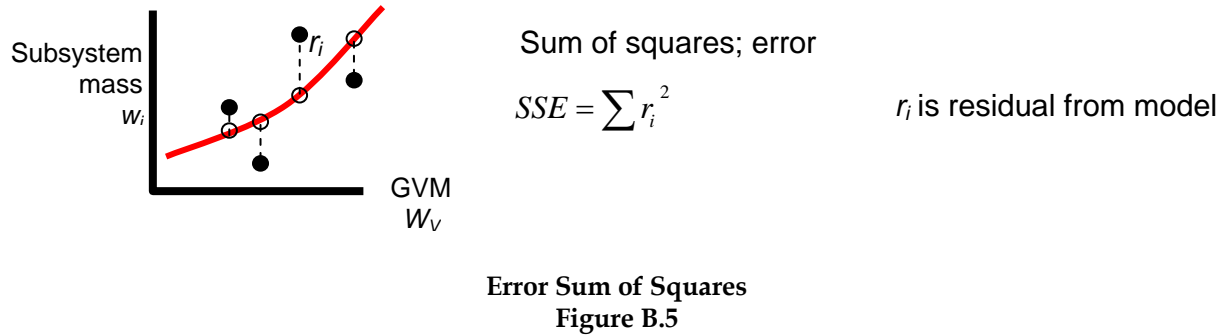 Subsystem
mass
wᵢ
rᵢ
GVM
W_V
Sum of squares; error
SSE = ∑ rᵢ²
rᵢ is residual from model
Error Sum of Squares
Figure B.5